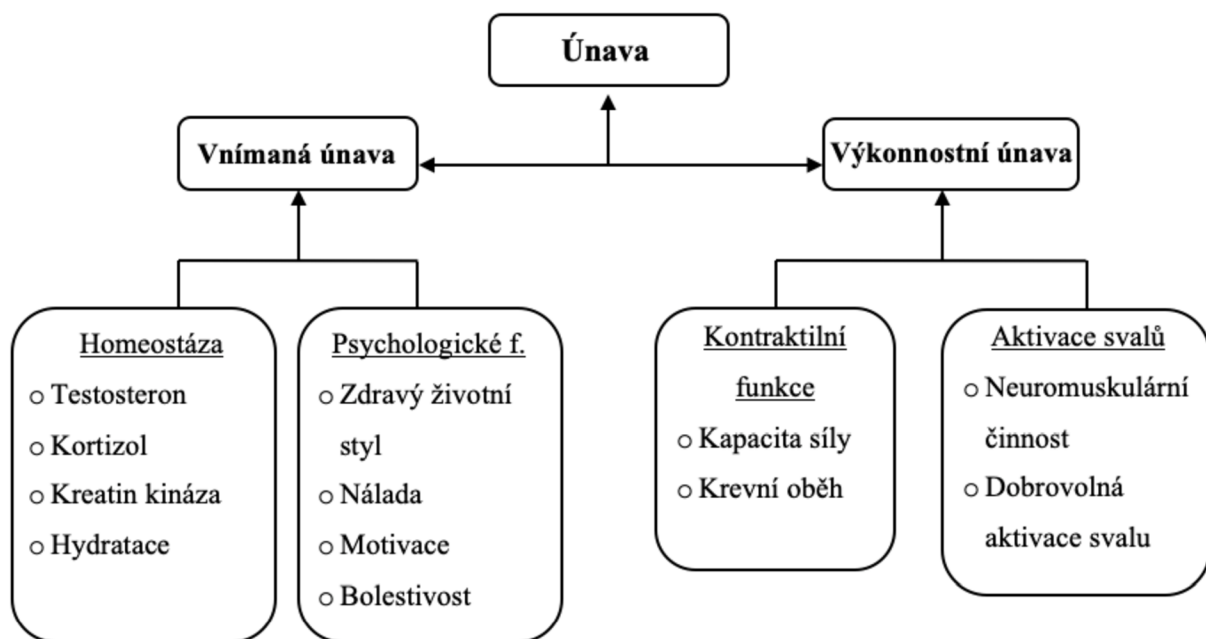 Únava
Vnímaná únava
Výkonnostní únava
Homeostáza
○ Testosteron
○ Kortizol
○ Kreatin kináza
○ Hydratace
Psychologické f.
○ Zdravý životní
styl
○ Nálada
○ Motivace
○ Bolestivost
Kontraktilní
funkce
○ Kapacita síly
○ Krevní oběh
Aktivace svalů
○ Neuromuskulární
činnost
○ Dobrovolná
aktivace svalu